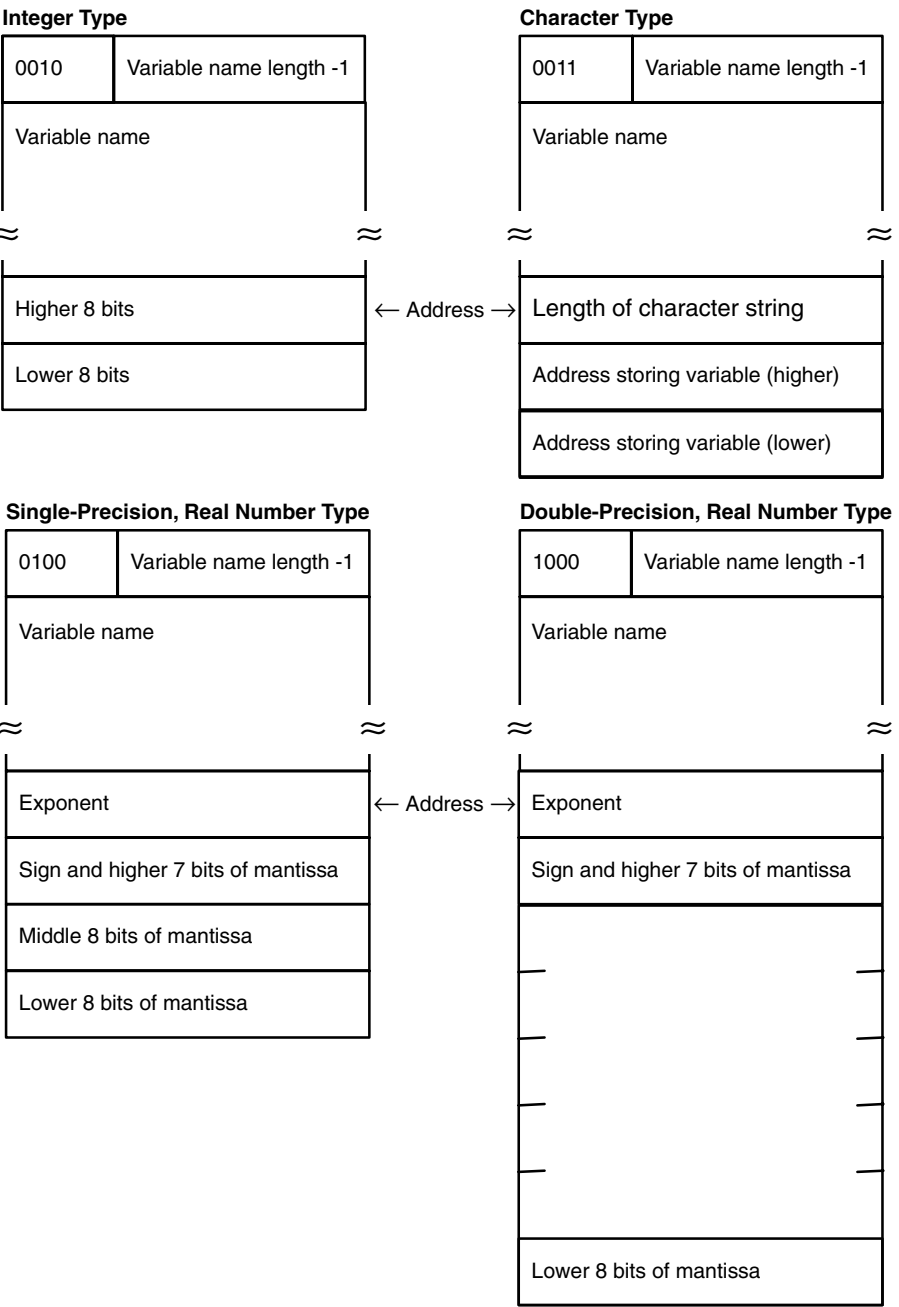 Integer Type
0010 Variable name length -1
Variable name
Higher 8 bits
Lower 8 bits
← Address →
Character Type
0011 Variable name length -1
Variable name
Length of character string
Address storing variable (higher)
Address storing variable (lower)
Single-Precision, Real Number Type
0100 Variable name length -1
Variable name
Exponent
Sign and higher 7 bits of mantissa
Middle 8 bits of mantissa
Lower 8 bits of mantissa
← Address →
Double-Precision, Real Number Type
1000 Variable name length -1
Variable name
Exponent
Sign and higher 7 bits of mantissa
Lower 8 bits of mantissa